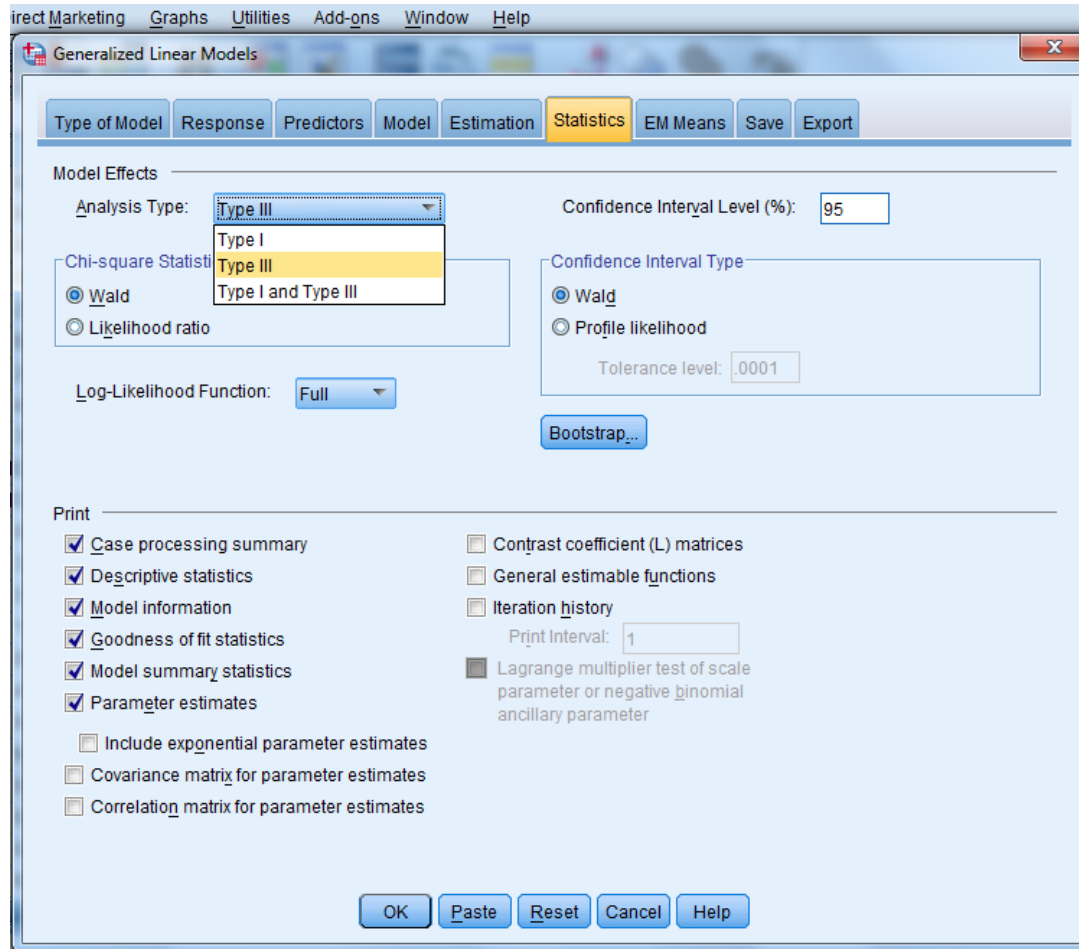 irect Marketing Graphs Utilities Add-ons Window Help
Generalized Linear Models
Type of Model Response Predictors Model Estimation Statistics EM Means Save Export
Model Effects
Analysis Type: Type III
Confidence Interval Level (%): 95
Type I
Type III
Type I and Type III
Chi-square Statisti
Wald
Likelihood ratio
Confidence Interval Type
Wald
Profile likelihood
Tolerance level: .0001
Log-Likelihood Function: Full
Bootstrap...
Print
Case processing summary
Descriptive statistics
Model information
Goodness of fit statistics
Model summary statistics
Parameter estimates
Include exponential parameter estimates
Covariance matrix for parameter estimates
Correlation matrix for parameter estimates
Contrast coefficient (L) matrices
General estimable functions
Iteration history
Print Interval: 1
Lagrange multiplier test of scale
parameter or negative binomial
ancillary parameter
OK Paste Reset Cancel Help